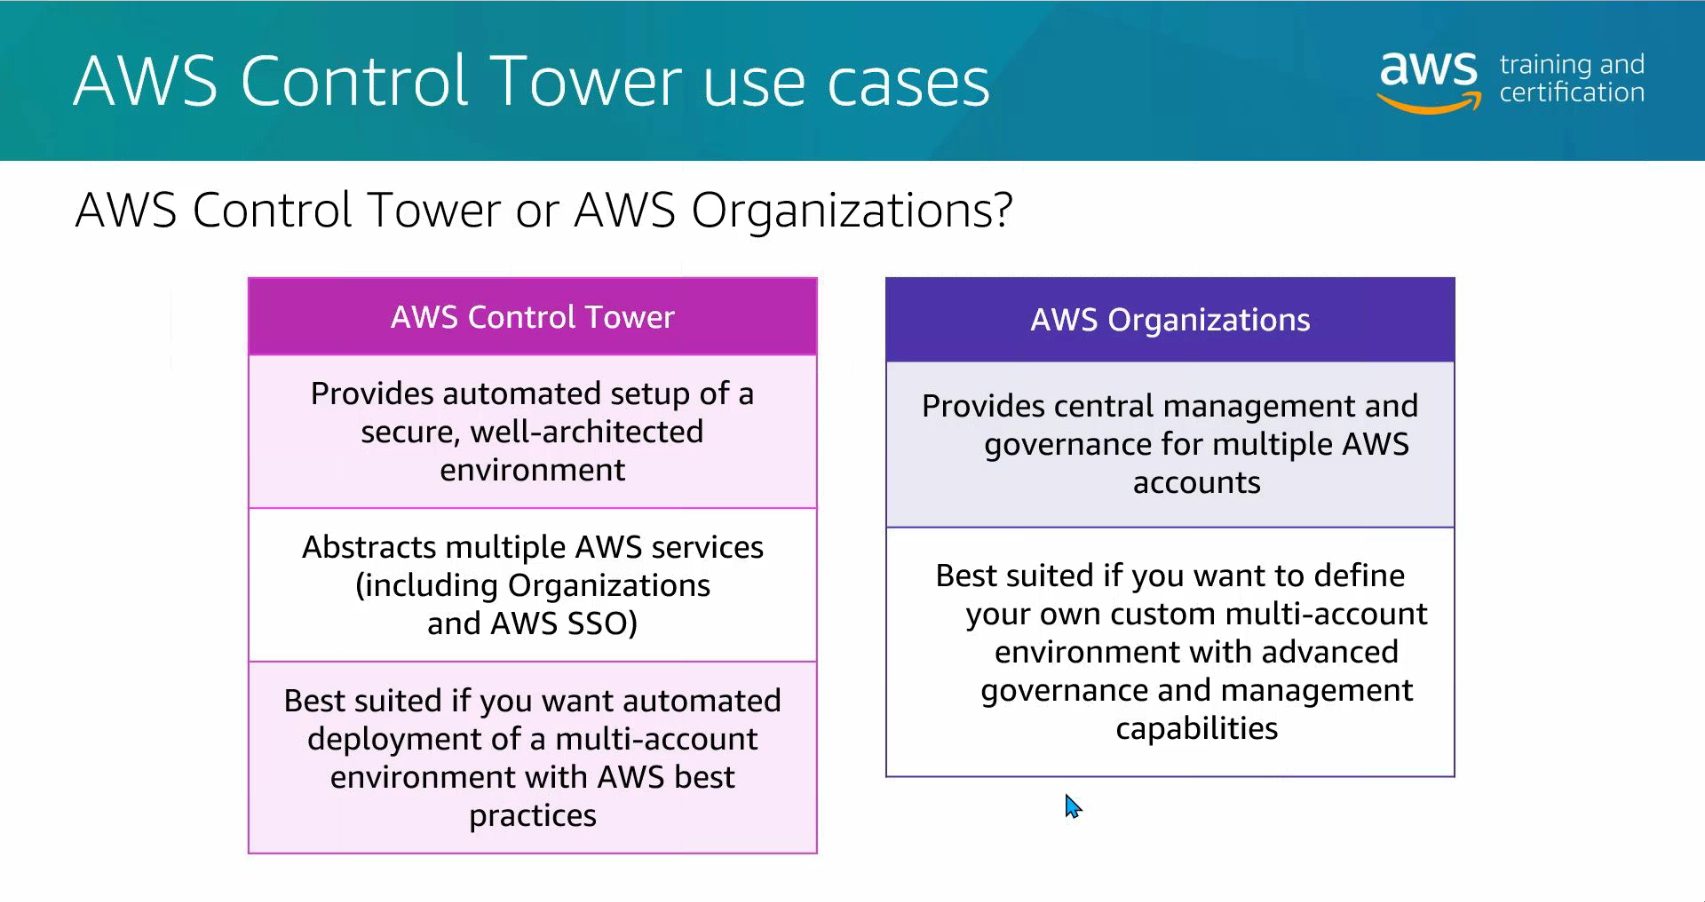 AWS Control Tower use cases
aws
training and
certification
AWS Control Tower or AWS Organizations?
AWS Control Tower
Provides automated setup of a
secure, well-architected
environment
Abstracts multiple AWS services
(including Organizations
and AWS SSO)
Best suited if you want automated
deployment of a multi-account
environment with AWS best
practices
AWS Organizations
Provides central management and
governance for multiple AWS
accounts
Best suited if you want to define
your own custom multi-account
environment with advanced
governance and management
capabilities